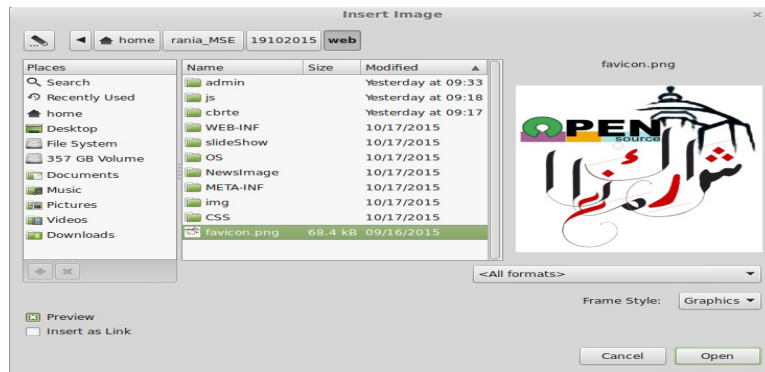 Insert Image
home rania_MSE 19102015 web
Places
Search
Recently Used
home
Desktop
File System
357 GB Volume
Documents
Music
Pictures
Videos
Downloads
Name Size Modified
admin Yesterday at 09:33
js Yesterday at 09:18
cbrte Yesterday at 09:17
WEB-INF 10/17/2015
slideShow 10/17/2015
OS 10/17/2015
NewsImage 10/17/2015
META-INF 10/17/2015
img 10/17/2015
CSS 10/17/2015
favicon.png 68.4 kB 09/16/2015
favicon.png
OPEN
source
<All formats>
Frame Style: Graphics
Preview
Insert as Link
Cancel Open